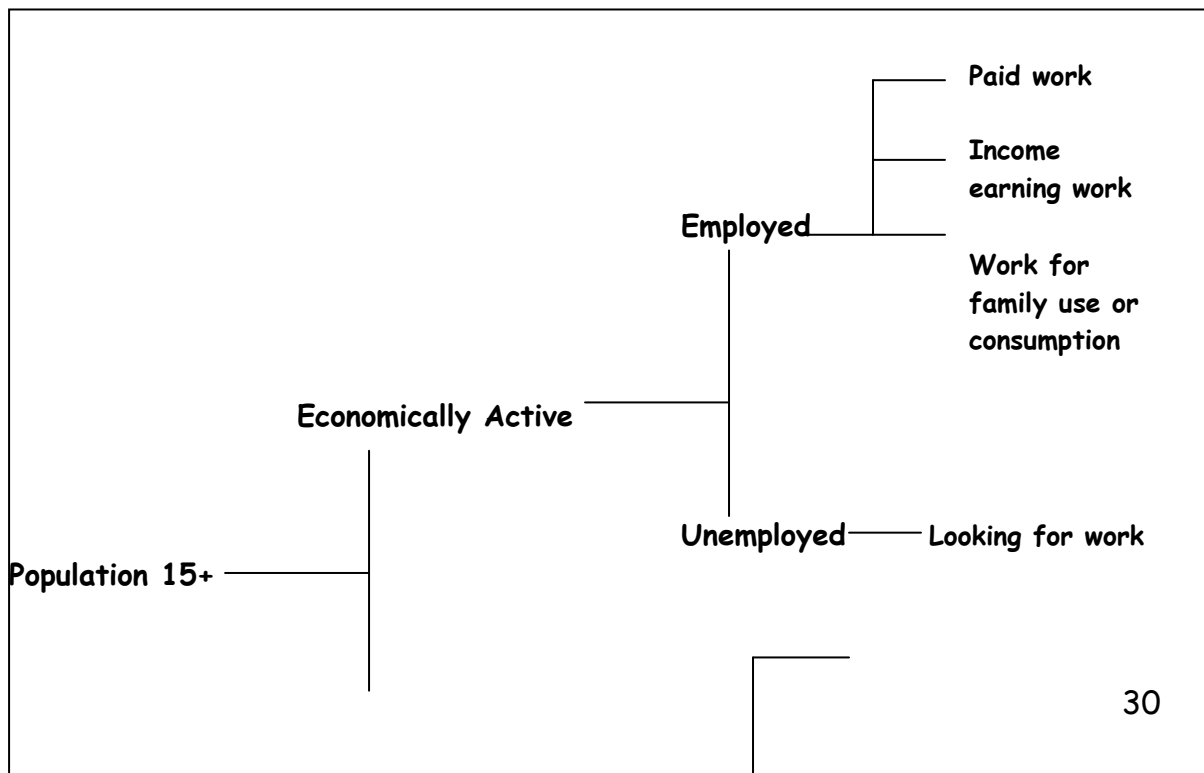 Paid work
Income
earning work
Employed
Work for
family use or
consumption
Economically Active
Unemployed
Looking for work
Population 15+
30